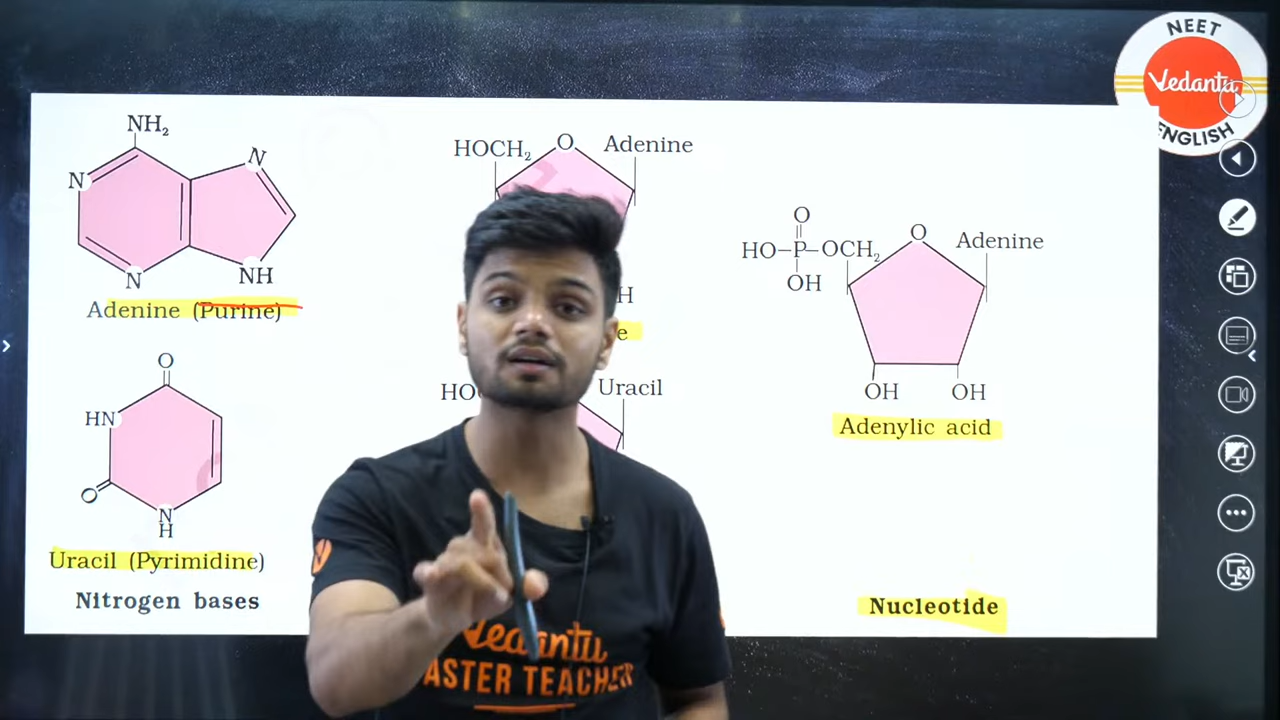 NEET
Vedantu
ENGLISH
NH₂
N
N
N
NH
Adenine (Purine)
HOCH₂
O
Adenine
H
e
O
HO–P–OCH₂
OH
O
Adenine
OH
OH
Adenylic acid
O
HN
O
N
H
Uracil (Pyrimidine)
Nitrogen bases
HO
Uracil
Nucleotide
Vedantu
MASTER TEACHER